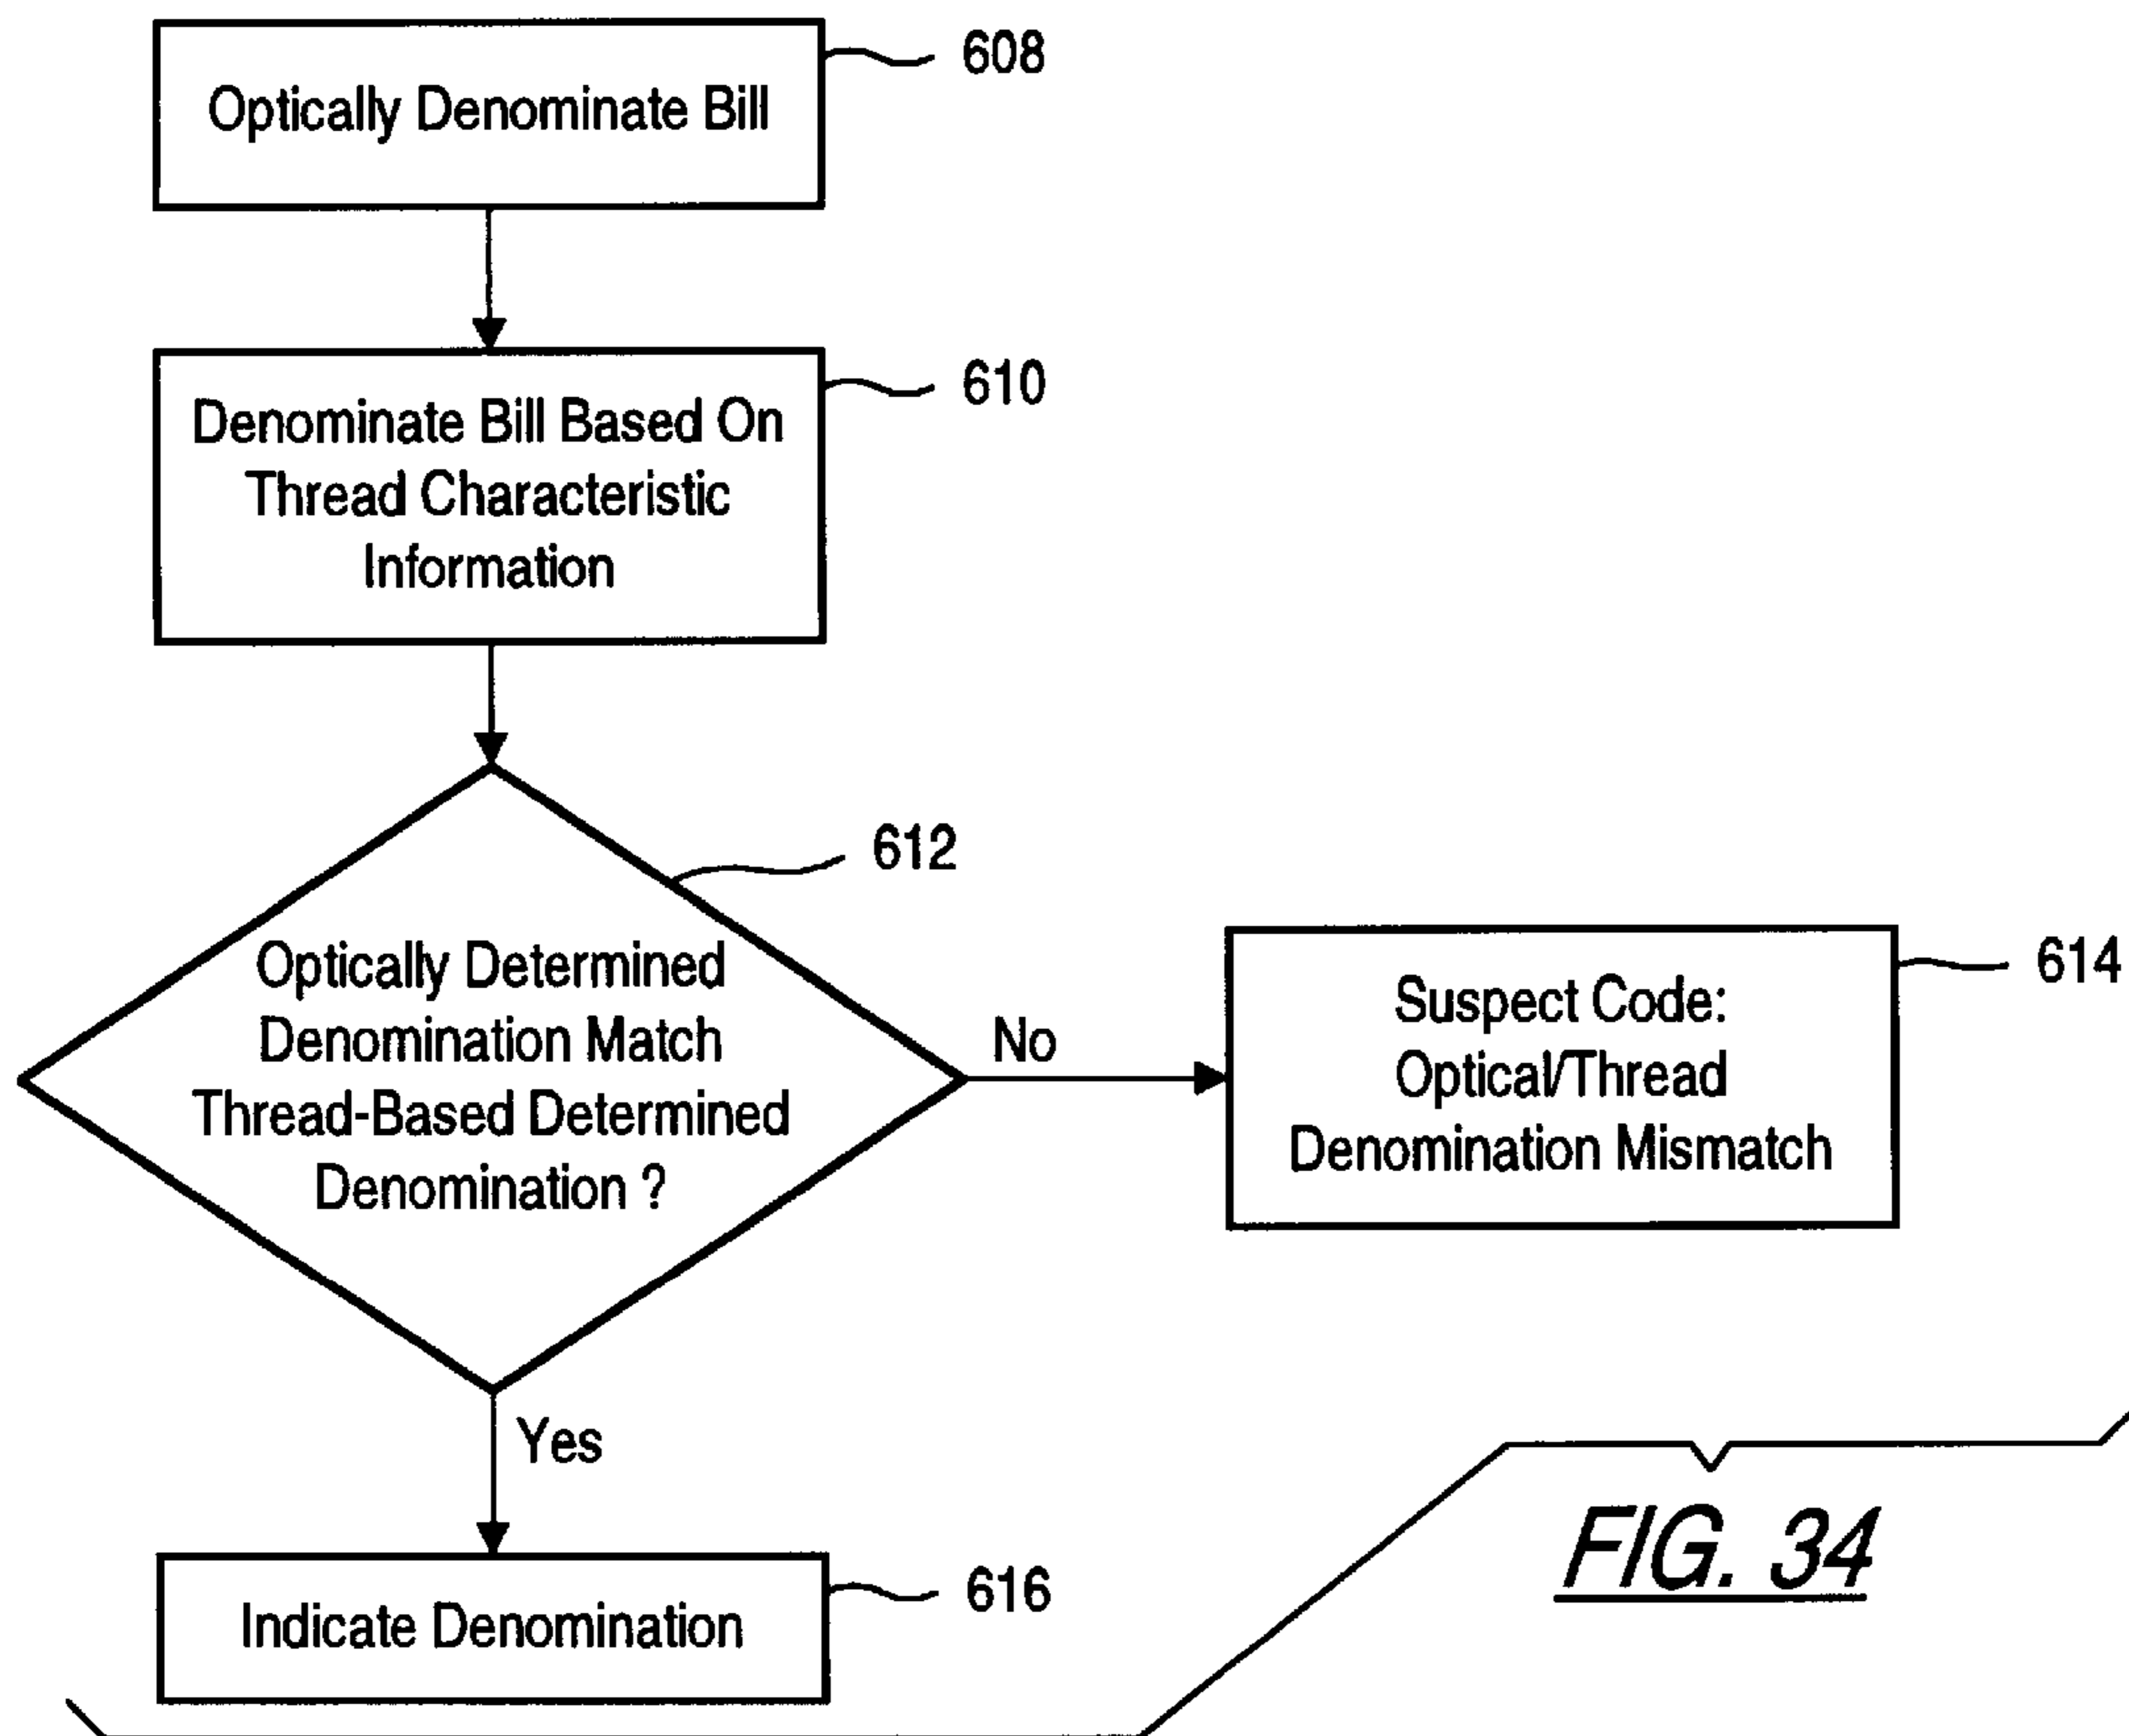 608
Optically Denominate Bill
610
Denominate Bill Based On
Thread Characteristic
Information
612
Optically Determined
Denomination Match
Thread-Based Determined
Denomination ?
No
614
Suspect Code:
Optical/Thread
Denomination Mismatch
Yes
616
Indicate Denomination
FIG. 34